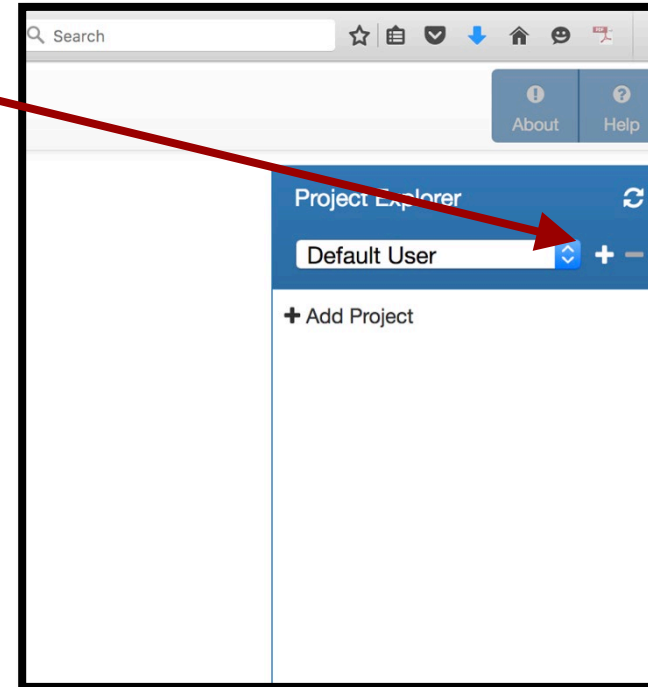 Search
About
Help
Project Explorer
Default User
+ Add Project